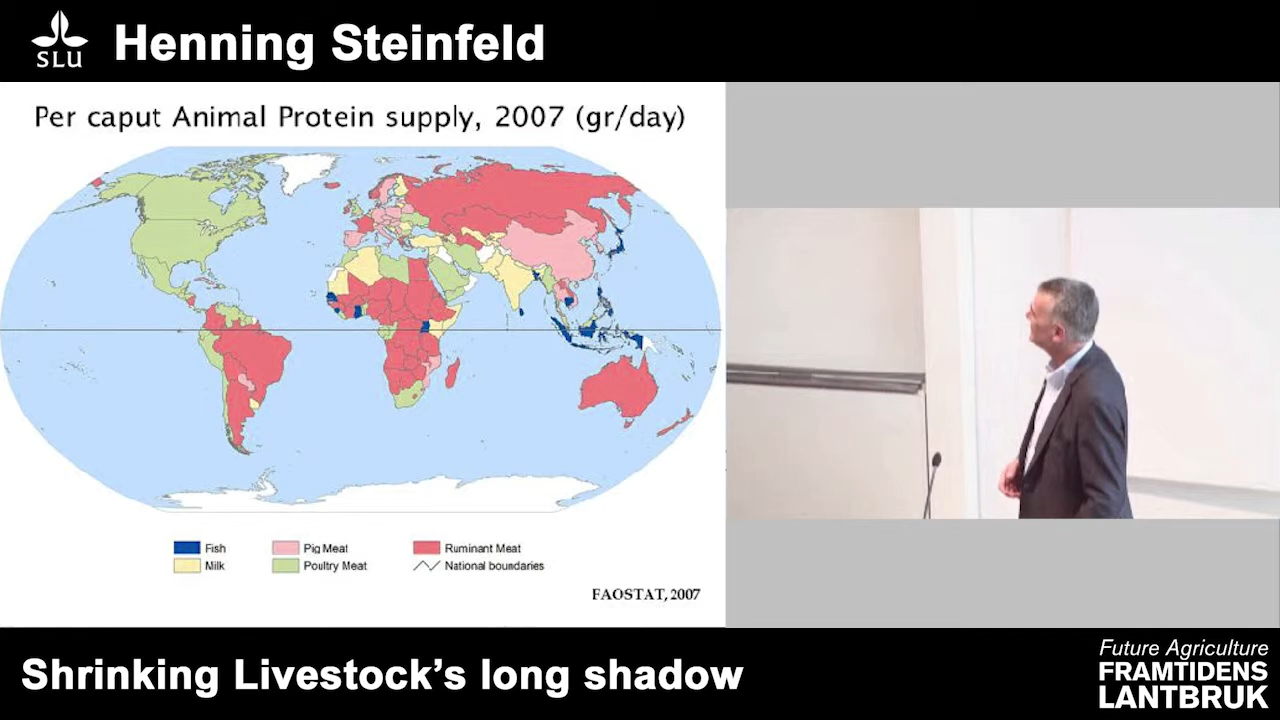 SLU
Henning Steinfeld
Per caput Animal Protein supply, 2007 (gr/day)
Fish
Pig Meat
Ruminant Meat
Milk
Poultry Meat
National boundaries
FAOSTAT, 2007
Shrinking Livestock's long shadow
Future Agriculture
FRAMTIDENS
LANTBRUK